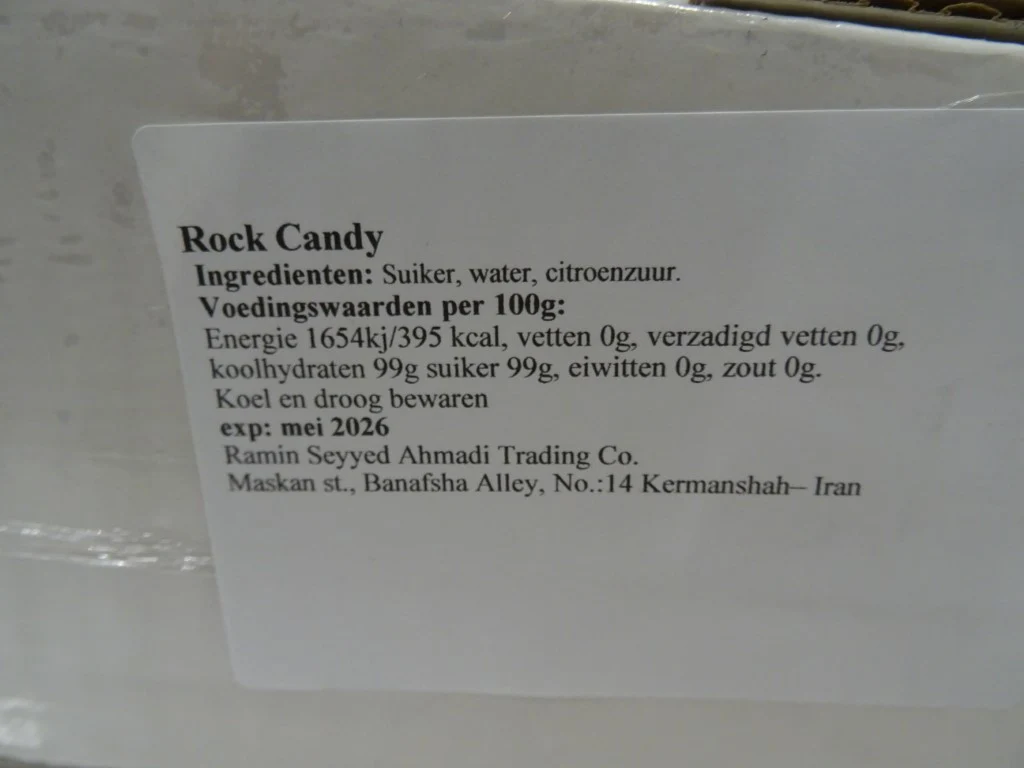 Rock Candy
Ingredienten: Suiker, water, citroenzuur.
Voedingswaarden per 100g:
Energie 1654kj/395 kcal, vetten 0g, verzadigd vetten 0g,
koolhydraten 99g suiker 99g, eiwitten 0g, zout 0g.
Koel en droog bewaren
exp: mei 2026
Ramin Seyyed Ahmadi Trading Co.
Maskan st., Banafsha Alley, No.:14 Kermanshah– Iran